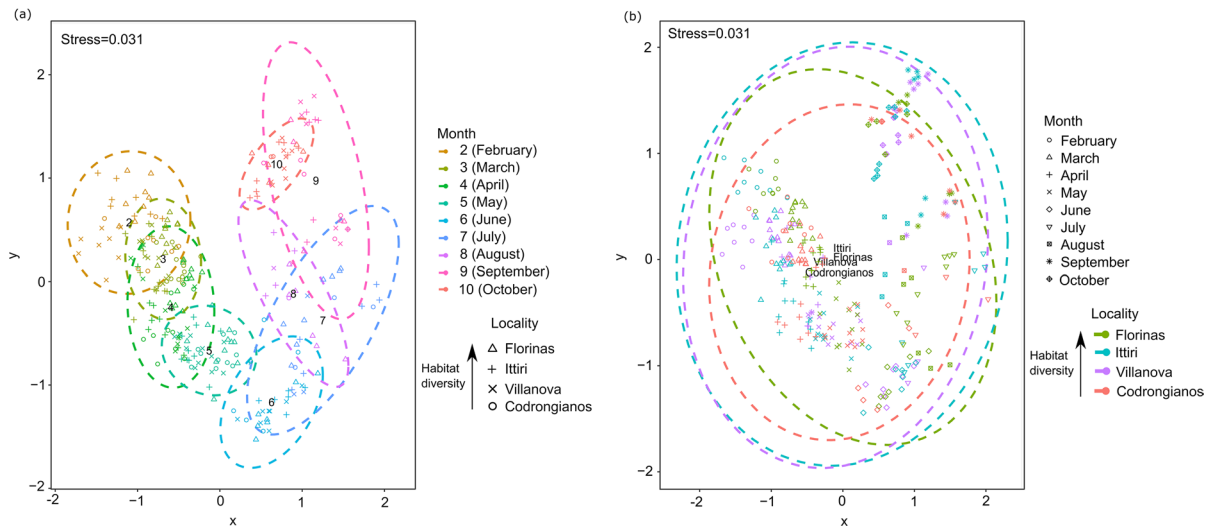 (a)
Stress=0.031
2
1
0
−1
−2
y
−2
−1
0
1
2
x
2
3
4
5
6
7
8
9
10
Month
2 (February)
3 (March)
4 (April)
5 (May)
6 (June)
7 (July)
8 (August)
9 (September)
10 (October)
Locality
Habitat
diversity
Florinas
Ittiri
Villanova
Codrongianos
(b)
Stress=0.031
2
1
0
−1
−2
y
−2
−1
0
1
2
x
Ittiri
Florinas
Villanova
Codrongianos
Month
February
March
April
May
June
July
August
September
October
Locality
Habitat
diversity
Florinas
Ittiri
Villanova
Codrongianos